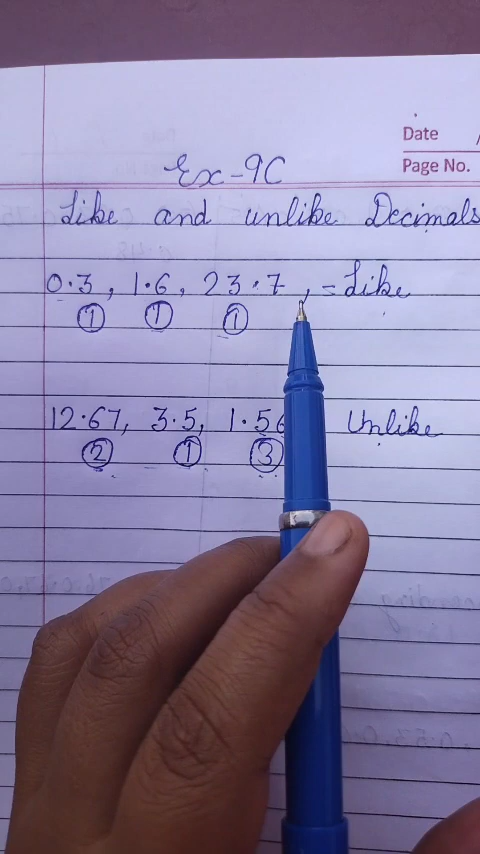 Date
Page No.
Ex-9C
Like and unlike Decimals
0.3, 1.6, 23.7, = Like
1 1 1
12.67, 3.5, 1.56 Unlike
2 1 3